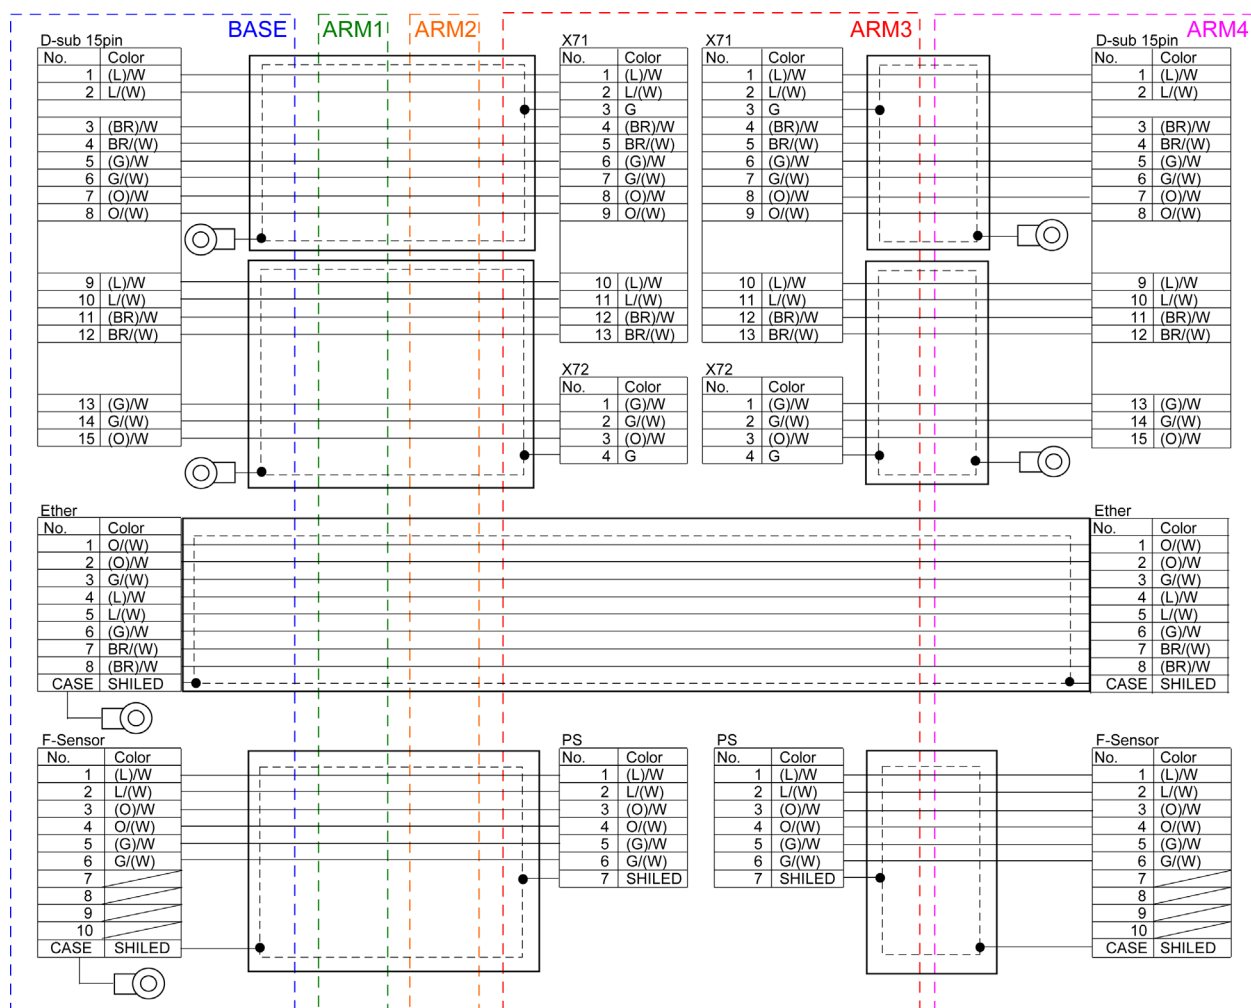 BASE ARM1 ARM2 ARM3 ARM4
D-sub 15pin X71 X71 D-sub 15pin
No. Color No. Color No. Color No. Color
1 (L)/W 1 (L)/W 1 (L)/W 1 (L)/W
2 L/(W) 2 L/(W) 2 L/(W) 2 L/(W)
3 G 3 G
3 (BR)/W 4 (BR)/W 4 (BR)/W 3 (BR)/W
4 BR/(W) 5 BR/(W) 5 BR/(W) 4 BR/(W)
5 (G)/W 6 (G)/W 6 (G)/W 5 (G)/W
6 G/(W) 7 G/(W) 7 G/(W) 6 G/(W)
7 (O)/W 8 (O)/W 8 (O)/W 7 (O)/W
8 O/(W) 9 O/(W) 9 O/(W) 8 O/(W)
9 (L)/W 10 (L)/W 10 (L)/W 9 (L)/W
10 L/(W) 11 L/(W) 11 L/(W) 10 L/(W)
11 (BR)/W 12 (BR)/W 12 (BR)/W 11 (BR)/W
12 BR/(W) 13 BR/(W) 13 BR/(W) 12 BR/(W)
X72 X72
No. Color No. Color
13 (G)/W 1 (G)/W 1 (G)/W 13 (G)/W
14 G/(W) 2 G/(W) 2 G/(W) 14 G/(W)
15 (O)/W 3 (O)/W 3 (O)/W 15 (O)/W
4 G 4 G
Ether Ether
No. Color No. Color
1 O/(W) 1 O/(W)
2 (O)/W 2 (O)/W
3 G/(W) 3 G/(W)
4 (L)/W 4 (L)/W
5 L/(W) 5 L/(W)
6 (G)/W 6 (G)/W
7 BR/(W) 7 BR/(W)
8 (BR)/W 8 (BR)/W
CASE SHILED CASE SHILED
F-Sensor PS PS F-Sensor
No. Color No. Color No. Color No. Color
1 (L)/W 1 (L)/W 1 (L)/W 1 (L)/W
2 L/(W) 2 L/(W) 2 L/(W) 2 L/(W)
3 (O)/W 3 (O)/W 3 (O)/W 3 (O)/W
4 O/(W) 4 O/(W) 4 O/(W) 4 O/(W)
5 (G)/W 5 (G)/W 5 (G)/W 5 (G)/W
6 G/(W) 6 G/(W) 6 G/(W) 6 G/(W)
7 7 SHILED 7 SHILED 7
8 8
9 9
10 10
CASE SHILED CASE SHILED